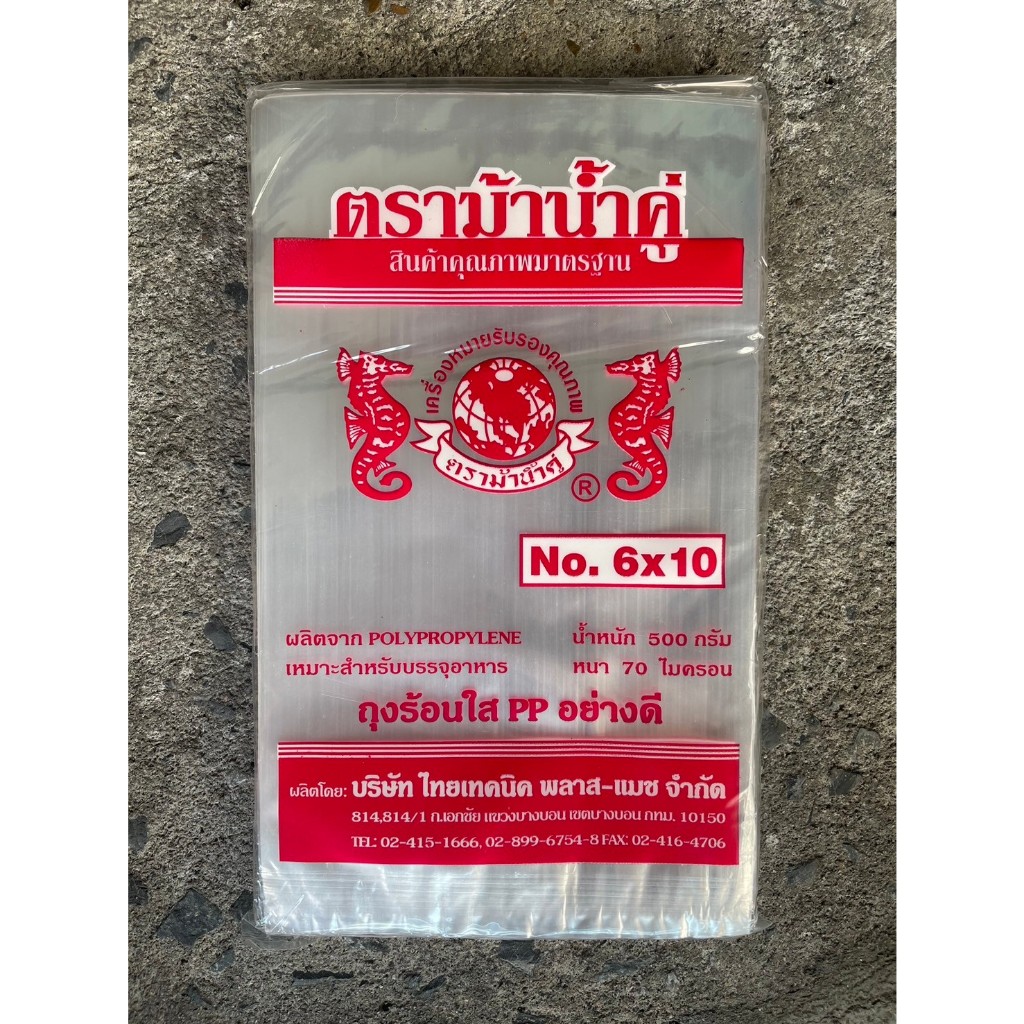 ตราม้าน้ำคู่
สินค้าคุณภาพมาตรฐาน
เครื่องหมายรับรองคุณภาพ
ตราม้าน้ำคู่
®
No. 6x10
ผลิตจาก POLYPROPYLENE น้ำหนัก 500 กรัม
เหมาะสำหรับบรรจุอาหาร หนา 70 ไมครอน
ถุงร้อนใส PP อย่างดี
ผลิตโดย: บริษัท ไทยเทคนิค พลาส-แมซ จำกัด
814,814/1 ถ.เอกชัย แขวงบางบอน เขตบางบอน กทม. 10150
TEL: 02-415-1666, 02-899-6754-8 FAX: 02-416-4706